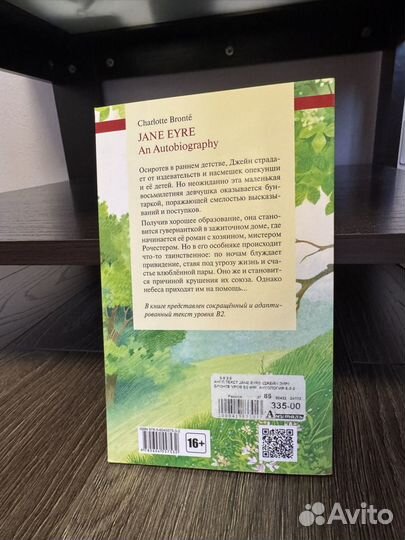 Charlotte Brontë
JANE EYRE
An Autobiography
Осиротев в раннем детстве, Джейн страда-
ет от издевательств и насмешек опекунши
и её детей. Но неожиданно эта маленькая
восьмилетняя девчушка оказывается бун-
таркой, поражающей смелостью высказы-
ваний и поступков.
Получив хорошее образование, она стано-
вится гувернанткой в зажиточном доме, где
начинается её роман с хозяином, мистером
Рочестером. Но в его особняке происходит
что-то таинственное: по ночам блуждает
привидение, ставя под угрозу жизнь и сча-
стье влюблённой пары. Оно же и становит-
ся причиной крушения их союза. Однако
небеса приходят им на помощь...
В книге представлен сокращённый и адапти-
рованный текст уровня B2.
335-00
16+
Avito